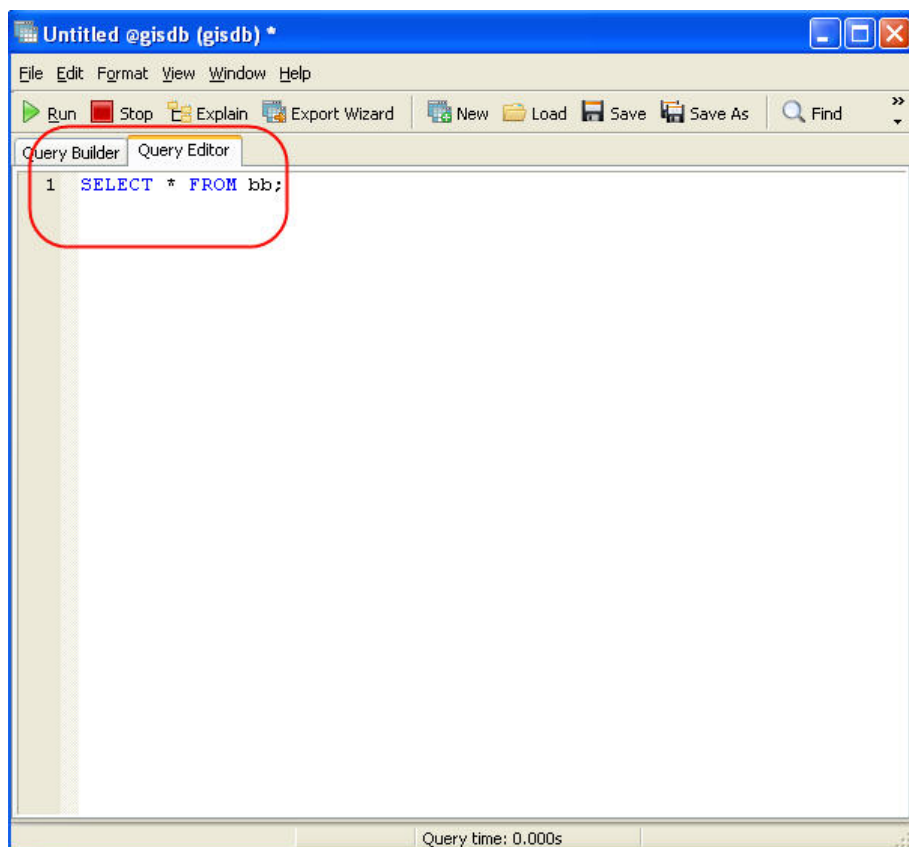 Untitled @gisdb (gisdb) *
File Edit Format View Window Help
Run Stop Explain Export Wizard New Load Save Save As Find »
Query Builder Query Editor
1 SELECT * FROM bb;
Query time: 0.000s